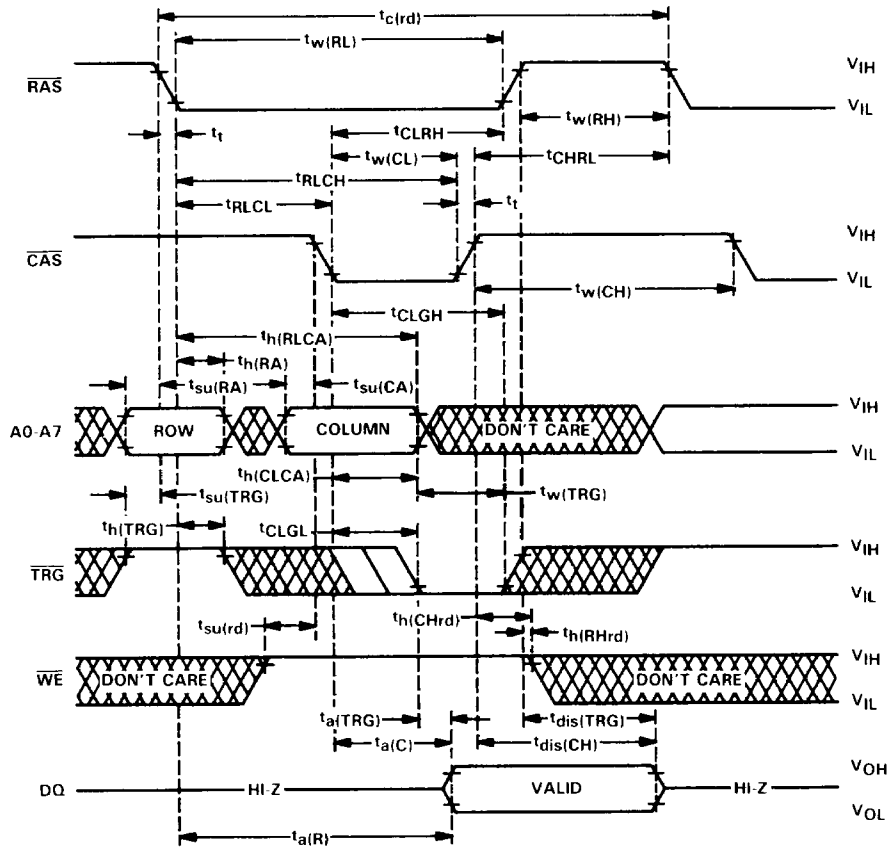 tc(rd)
tw(RL)
RAS
VIH
VIL
tt
tCLRH
tw(RH)
tw(CL)
tCHRL
tRLCH
tRLCL
tt
CAS
VIH
VIL
tw(CH)
tCLGH
th(RLCA)
th(RA)
tsu(RA)
tsu(CA)
A0-A7
ROW
COLUMN
DON'T CARE
VIH
VIL
th(CLCA)
tsu(TRG)
tw(TRG)
th(TRG)
tCLGL
TRG
VIH
VIL
tsu(rd)
th(CHrd)
th(RHrd)
WE
DON'T CARE
DON'T CARE
VIH
VIL
ta(TRG)
tdis(TRG)
ta(C)
tdis(CH)
DQ
HI-Z
VALID
HI-Z
VOH
VOL
ta(R)